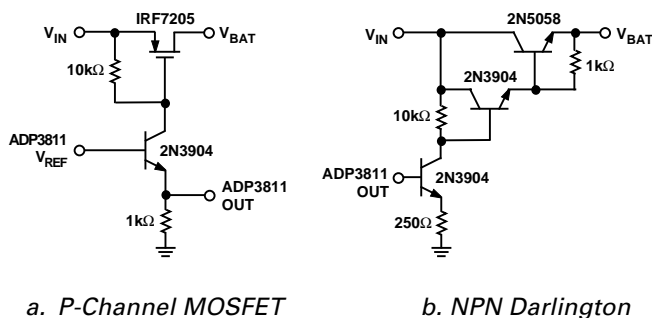 IRF7205
V_IN
V_BAT
10kΩ
ADP3811
V_REF
2N3904
ADP3811
OUT
1kΩ
a. P-Channel MOSFET
2N5058
V_IN
V_BAT
2N3904
1kΩ
10kΩ
ADP3811
OUT
2N3904
250Ω
b. NPN Darlington